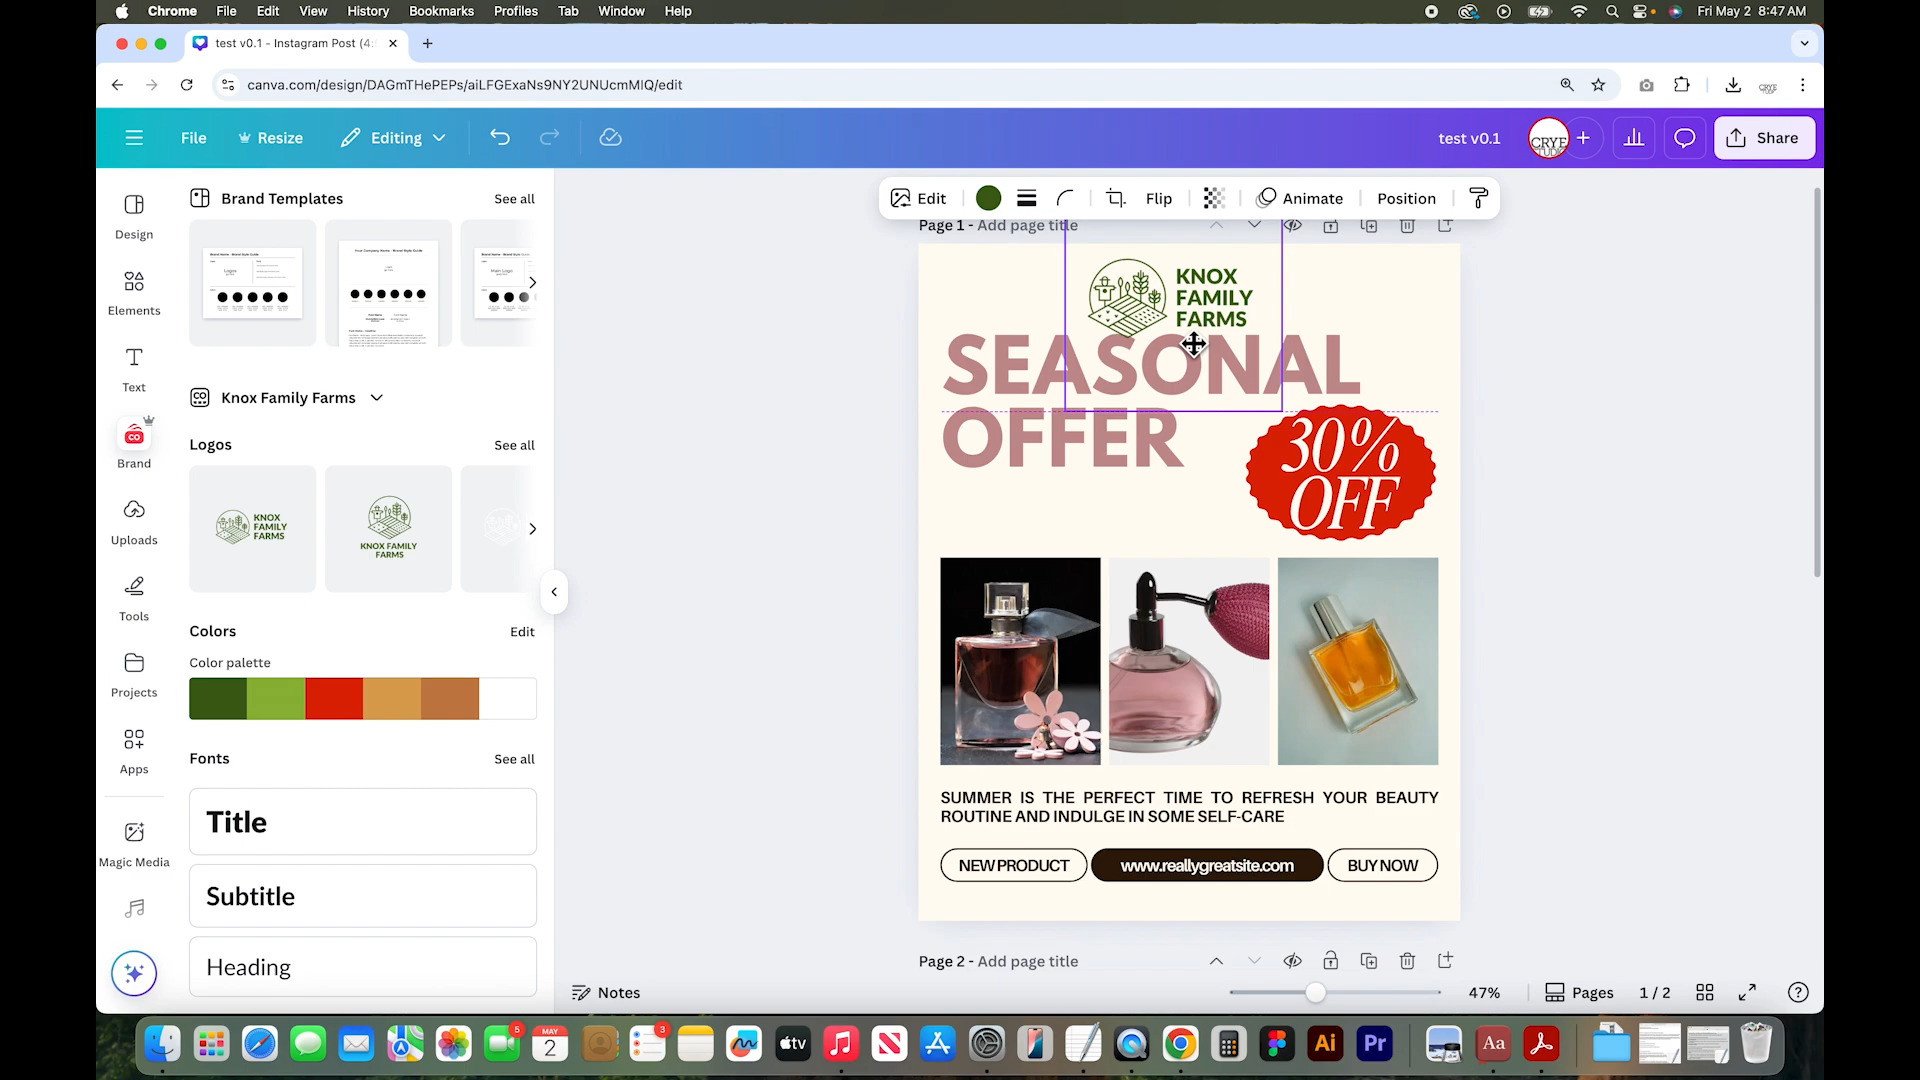 Chrome File Edit View History Bookmarks Profiles Tab Window Help Fri May 2 8:47 AM
test v0.1 - Instagram Post (4:
canva.com/design/DAGmTHePEPs/aiLFGExaNs9NY2UNUcmMIQ/edit
File Resize Editing test v0.1 CRYE Share
Design
Elements
Text
Brand
Uploads
Tools
Projects
Apps
Magic Media
Brand Templates See all
Knox Family Farms
Logos See all
KNOX
FAMILY
FARMS
KNOX FAMILY
FARMS
Colors Edit
Color palette
Fonts See all
Title
Subtitle
Heading
Edit Flip Animate Position
Page 1 - Add page title
KNOX
FAMILY
FARMS
SEASONAL
OFFER
30%
OFF
SUMMER IS THE PERFECT TIME TO REFRESH YOUR BEAUTY
ROUTINE AND INDULGE IN SOME SELF-CARE
NEW PRODUCT www.reallygreatsite.com BUY NOW
Page 2 - Add page title
Notes 47% Pages 1 / 2
5
MAY
2
3
tv
Aa
Ai
Pr